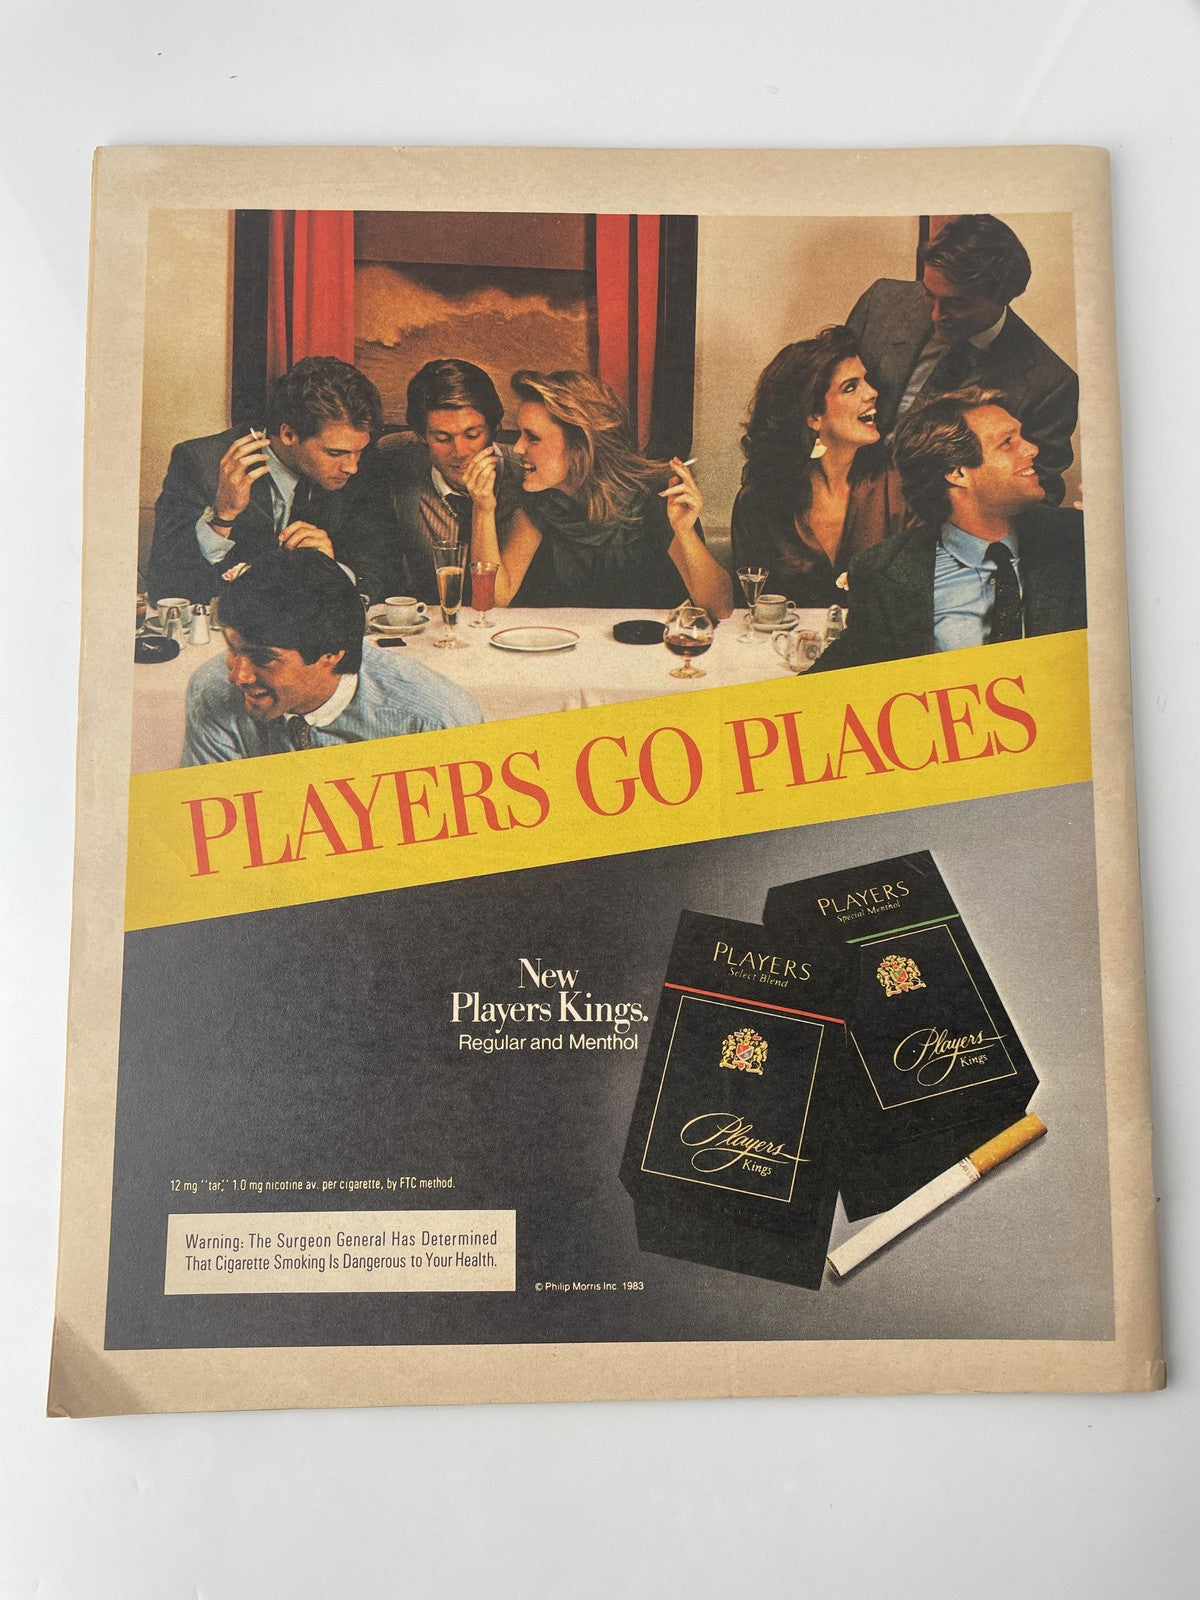 PLAYERS GO PLACES
New
Players Kings.
Regular and Menthol
PLAYERS
Select Blend
Players
Kings
PLAYERS
Special Menthol
Players
Kings
12 mg "tar," 1.0 mg nicotine av. per cigarette, by FTC method.
Warning: The Surgeon General Has Determined
That Cigarette Smoking Is Dangerous to Your Health.
© Philip Morris Inc. 1983